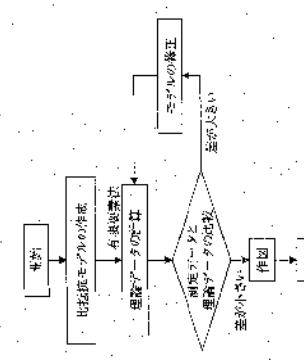 比抵抗モデルの作成
有限要素法
理論データの計算
測定データと
理論データの比較
差が大きい
モデルの修正
差が小さい
作図